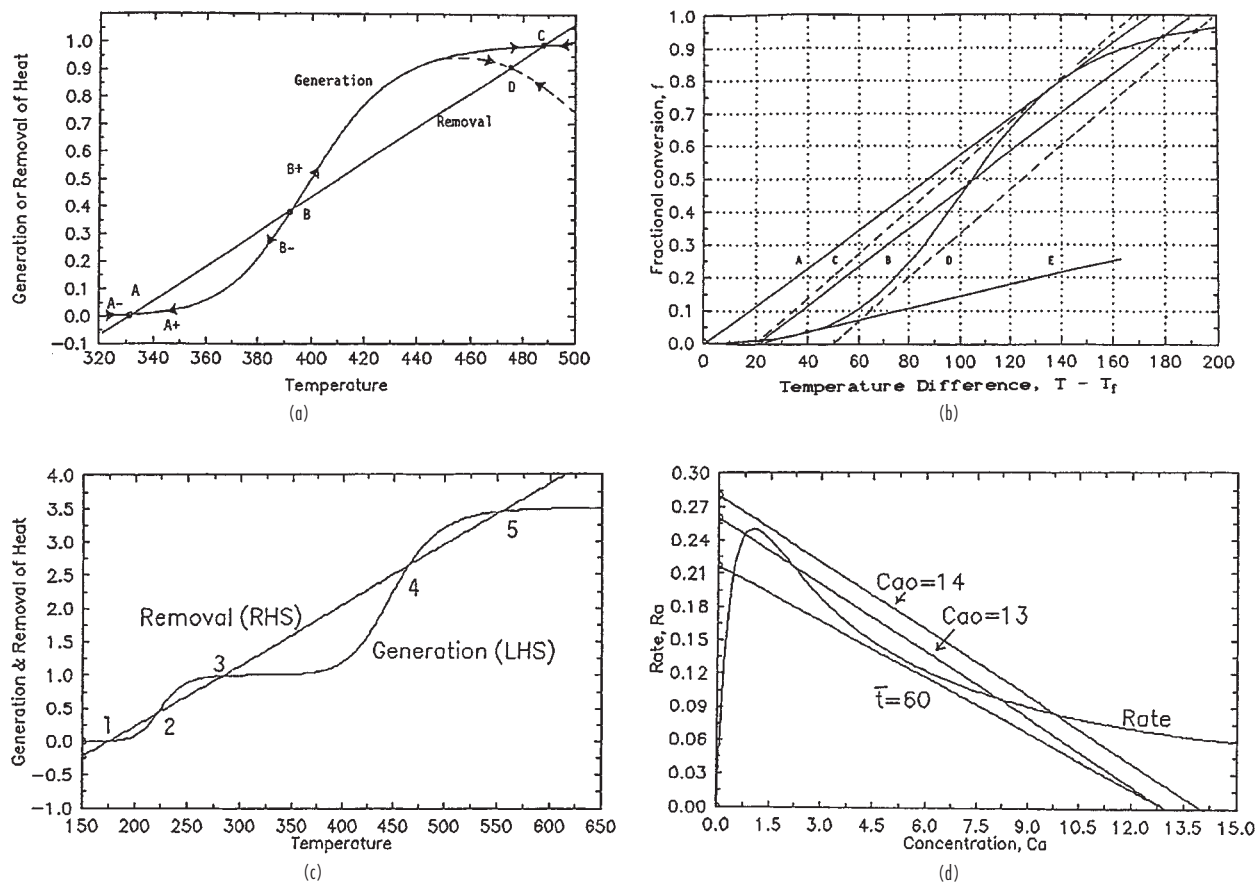 Generation or Removal of Heat
1.0
0.9
0.8
0.7
0.6
0.5
0.4
0.3
0.2
0.1
0.0
−0.1
Generation
Removal
C
D
B+
B
B-
A-
A
A+
320 340 360 380 400 420 440 460 480 500
Temperature
(a)
Fractional conversion, f
1.0
0.9
0.8
0.7
0.6
0.5
0.4
0.3
0.2
0.1
0.0
A C B D E
0 20 40 60 80 100 120 140 160 180 200
Temperature Difference, T - Tf
(b)
Generation & Removal of Heat
4.0
3.5
3.0
2.5
2.0
1.5
1.0
0.5
0.0
−0.5
−1.0
Removal (RHS)
Generation (LHS)
1
2
3
4
5
150 200 250 300 350 400 450 500 550 600 650
Temperature
(c)
Rate, Ra
0.30
0.27
0.24
0.21
0.18
0.15
0.12
0.09
0.06
0.03
0.00
Cao=14
Cao=13
t̄=60
Rate
0.0 1.5 3.0 4.5 6.0 7.5 9.0 10.5 12.0 13.5 15.0
Concentration, Ca
(d)